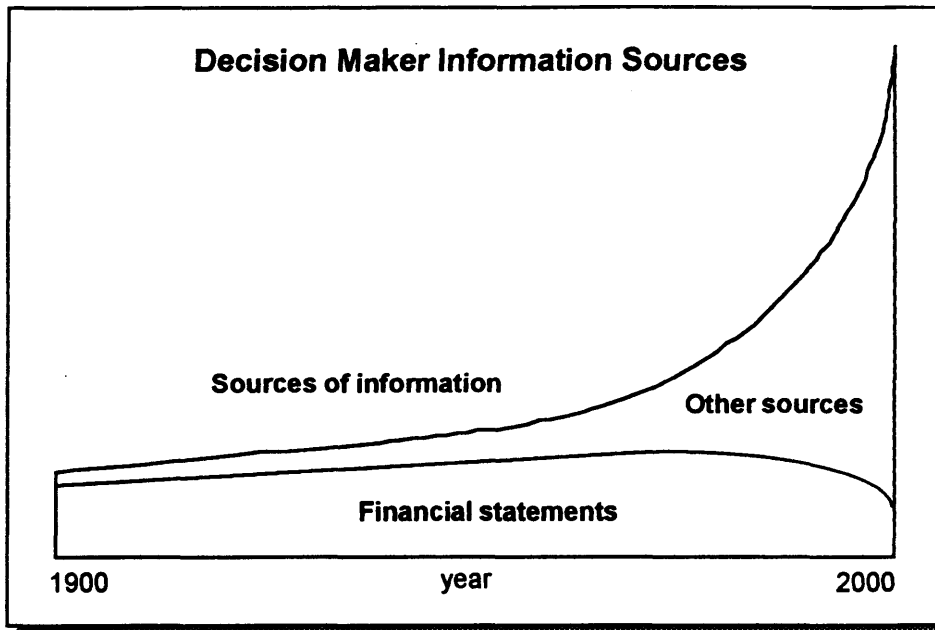 Decision Maker Information Sources
Sources of information
Other sources
Financial statements
1900 year 2000